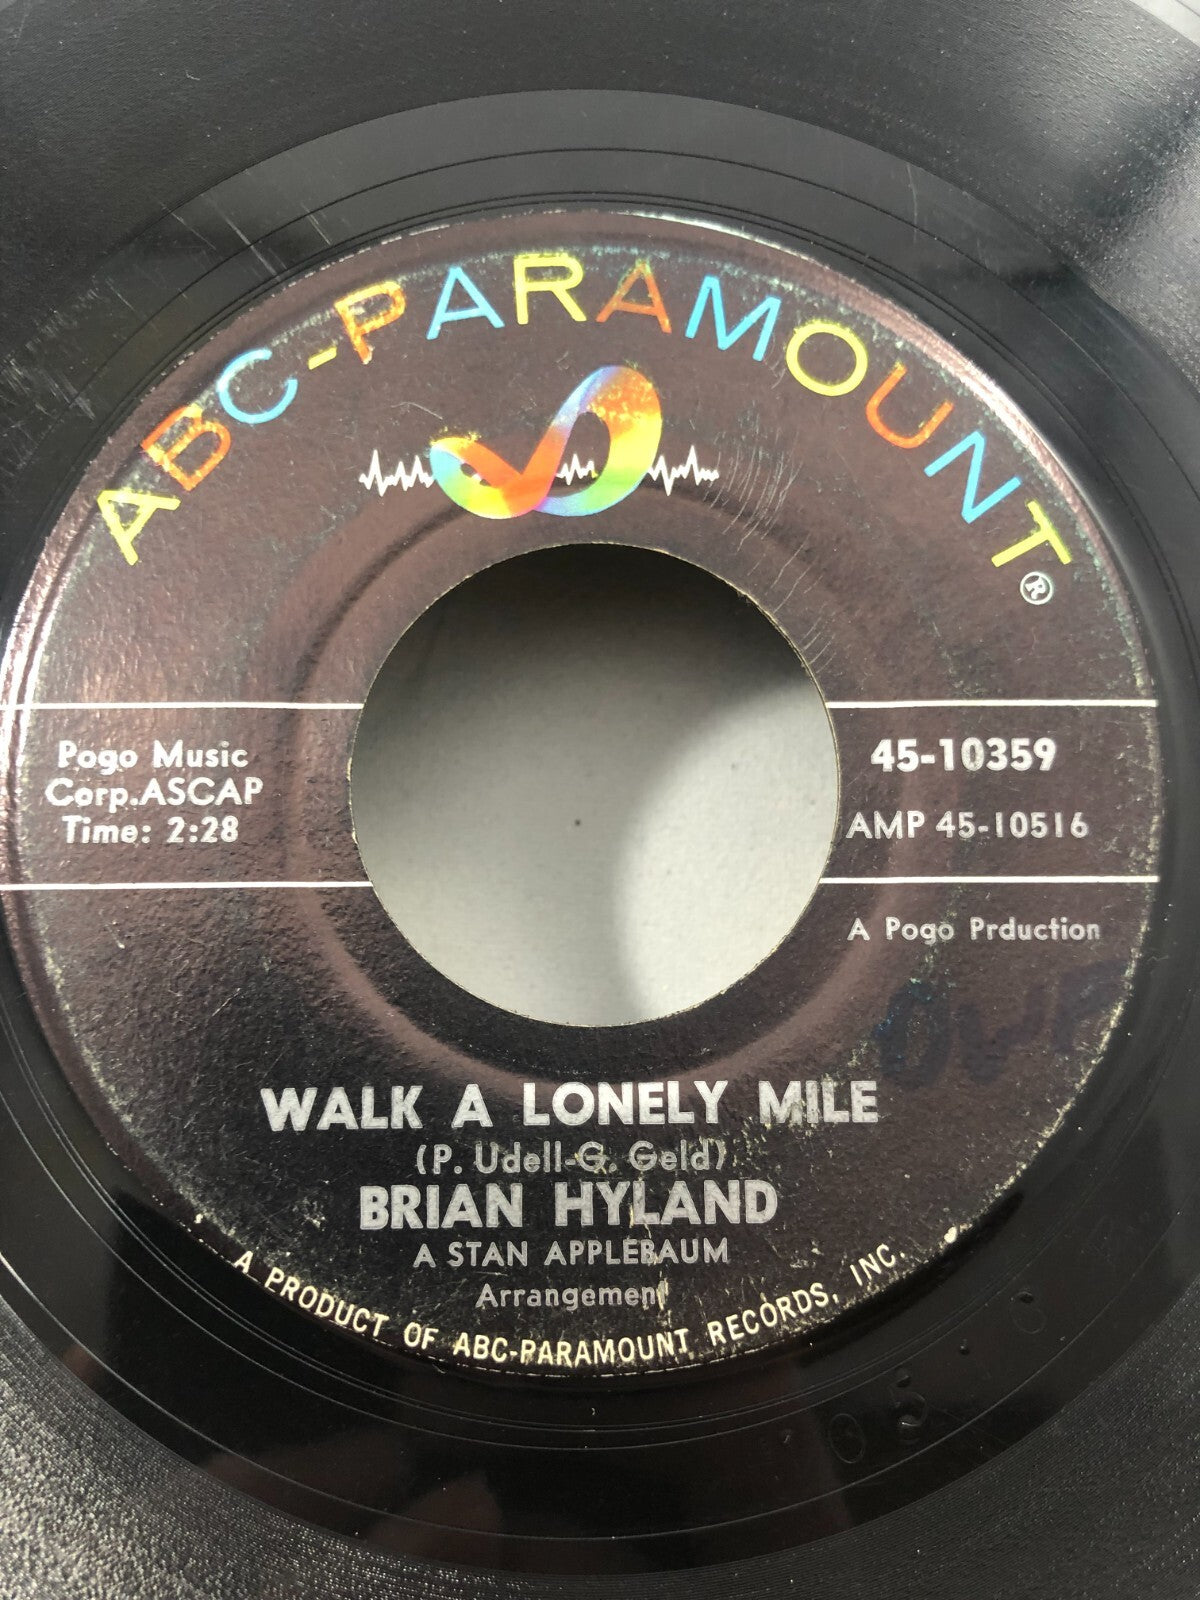 ABC-PARAMOUNT®
Pogo Music
Corp.ASCAP
Time: 2:28
45-10359
AMP 45-10516
A Pogo Prduction
WALK A LONELY MILE
(P. Udell-G. Geld)
BRIAN HYLAND
A STAN APPLEBAUM
Arrangement
A PRODUCT OF ABC-PARAMOUNT RECORDS, INC.